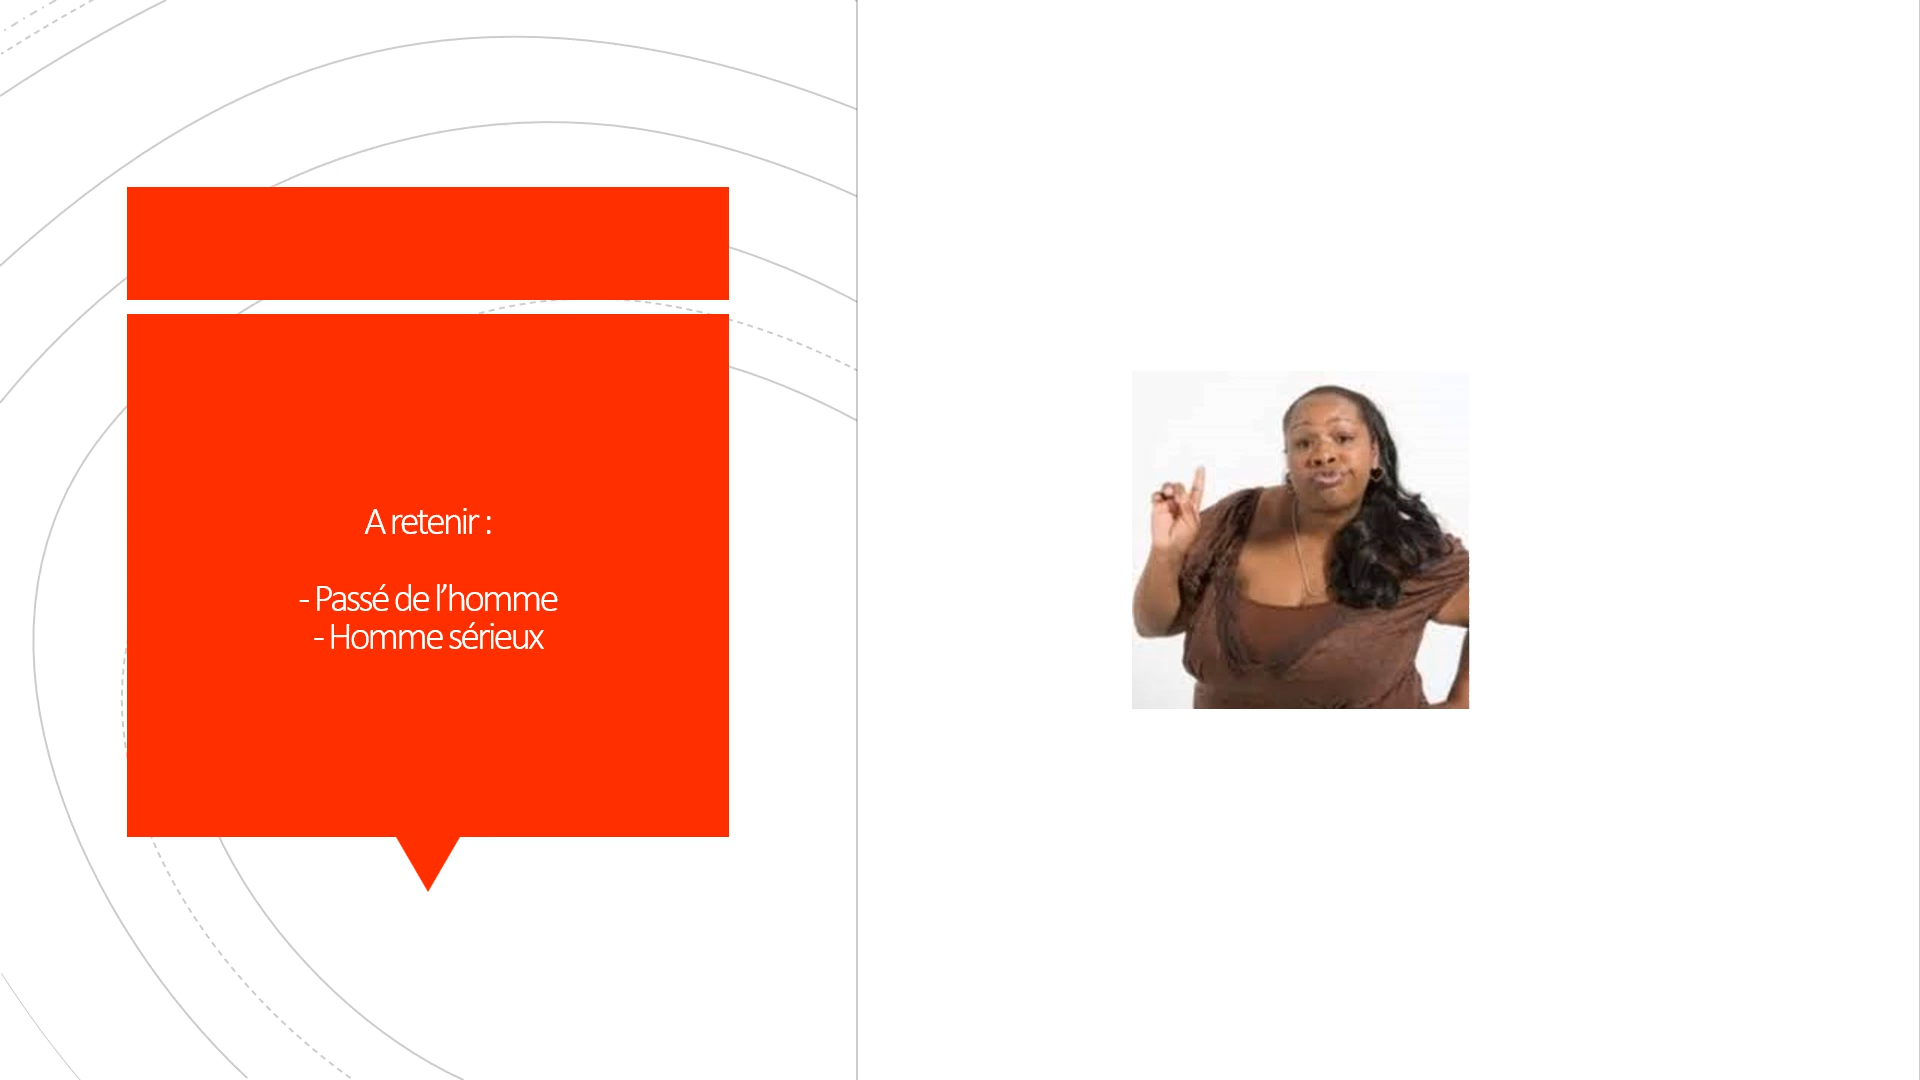 A retenir :
- Passé de l’homme
- Homme sérieux